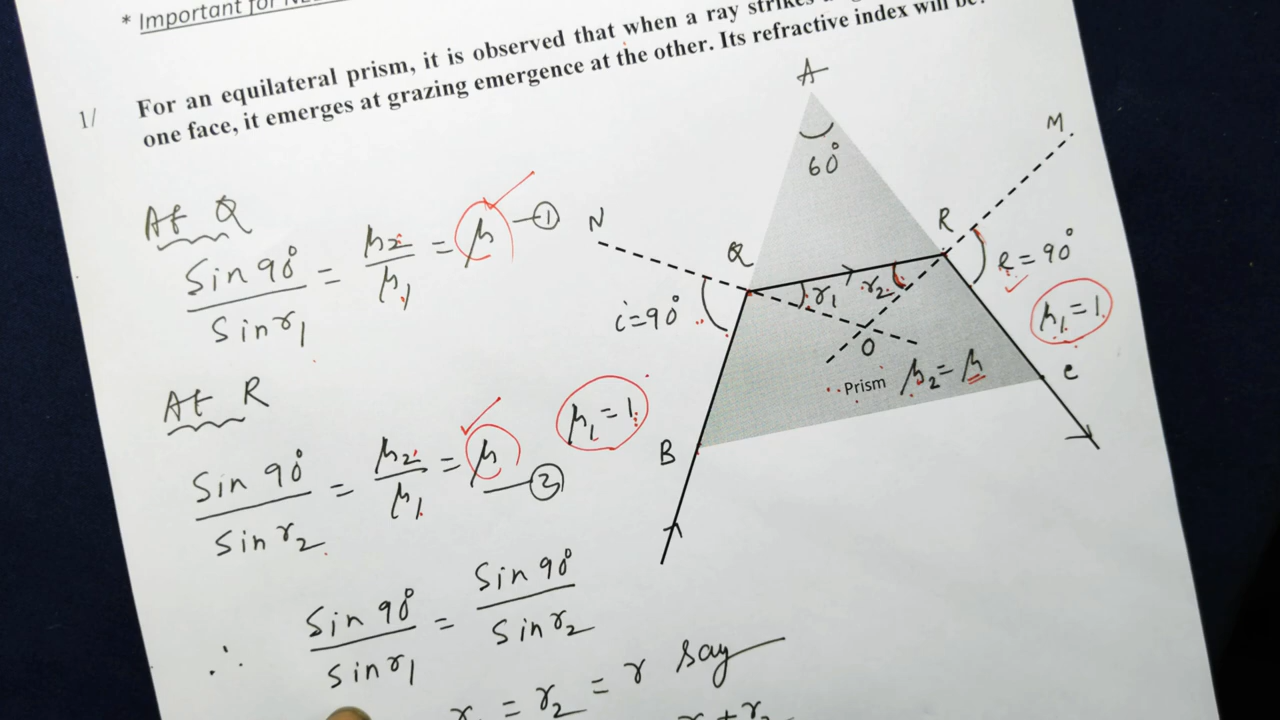 * Important for
1/ For an equilateral prism, it is observed that when a ray strikes
one face, it emerges at grazing emergence at the other. Its refractive index will be?
A
60°
M
N
Q
R
At Q
Sin 90° / Sin r₁ = μ₂ / μ₁ = μ —①
i = 90°
r₁
r₂
e = 90°
μ₁ = 1
O
Prism μ₂ = μ
B
C
At R
Sin 90° / Sin r₂ = μ₂ / μ₁ = μ —②
μ₁ = 1
∴ Sin 90° / Sin r₁ = Sin 90° / Sin r₂
= r₂ = r say